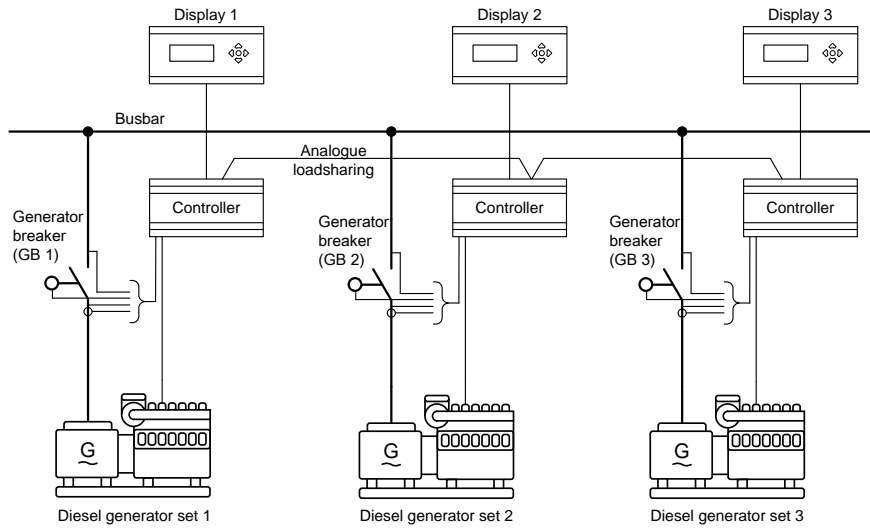 Display 1
Display 2
Display 3
Busbar
Analogue
loadsharing
Controller
Controller
Controller
Generator
breaker
(GB 1)
Generator
breaker
(GB 2)
Generator
breaker
(GB 3)
G
G
G
Diesel generator set 1
Diesel generator set 2
Diesel generator set 3